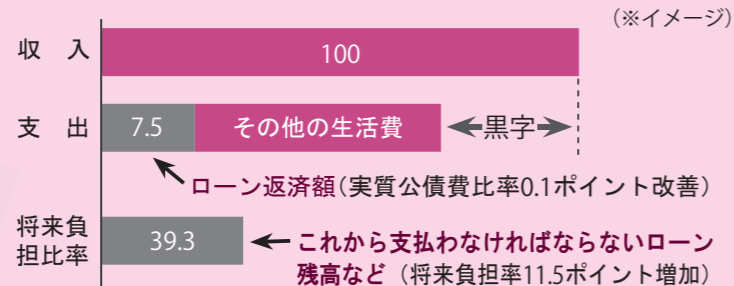 （※イメージ）
収　入
100
支　出
7.5
その他の生活費
黒字
ローン返済額（実質公債費比率0.1ポイント改善）
将来負
担比率
39.3
これから支払わなければならないローン
残高など（将来負担率11.5ポイント増加）